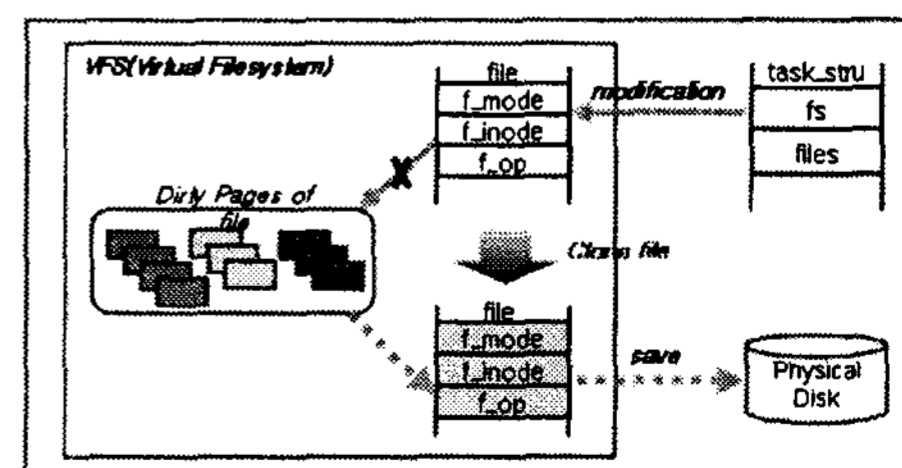 VFS(Virtual Filesystem)
file
f_mode
f_inode
f_op
modification
task_stru
fs
files
Dirty Pages of
file
file
file
f_mode
f_inode
f_op
save
Physical
Disk